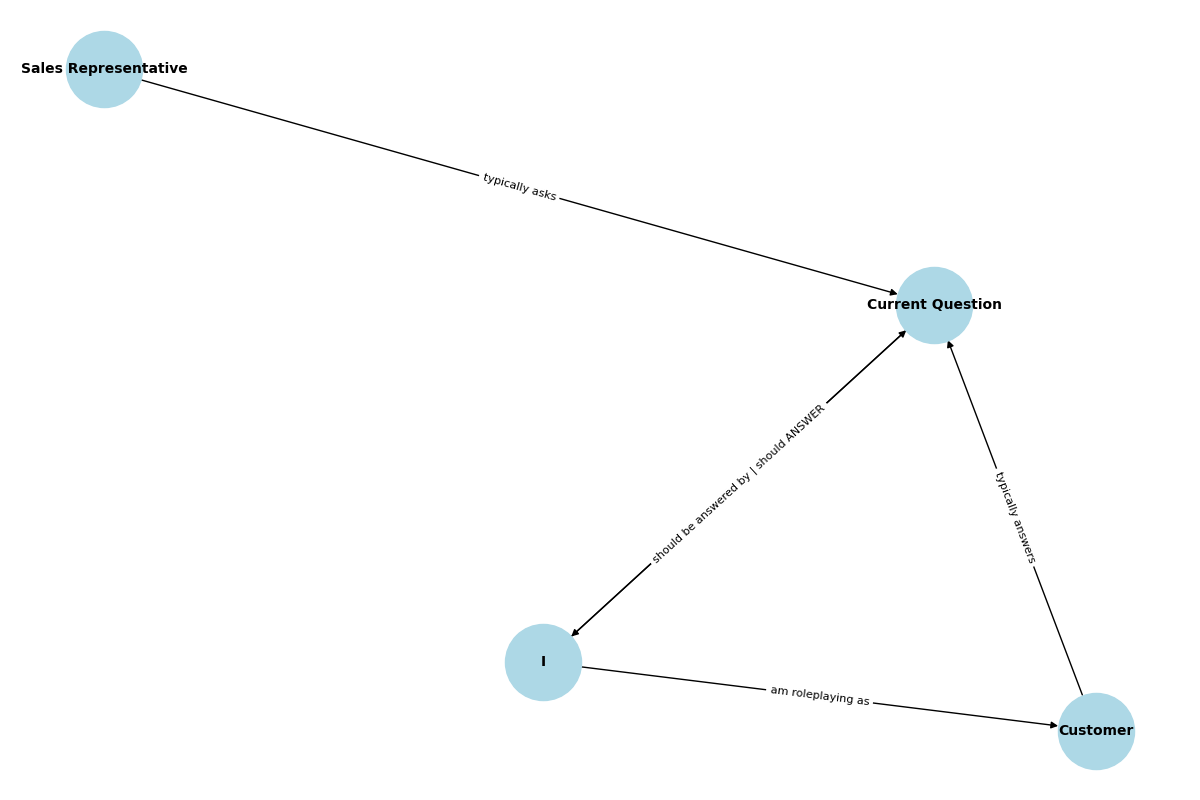 Sales Representative
typically asks
Current Question
should be answered by | should ANSWER
typically answers
I
am roleplaying as
Customer